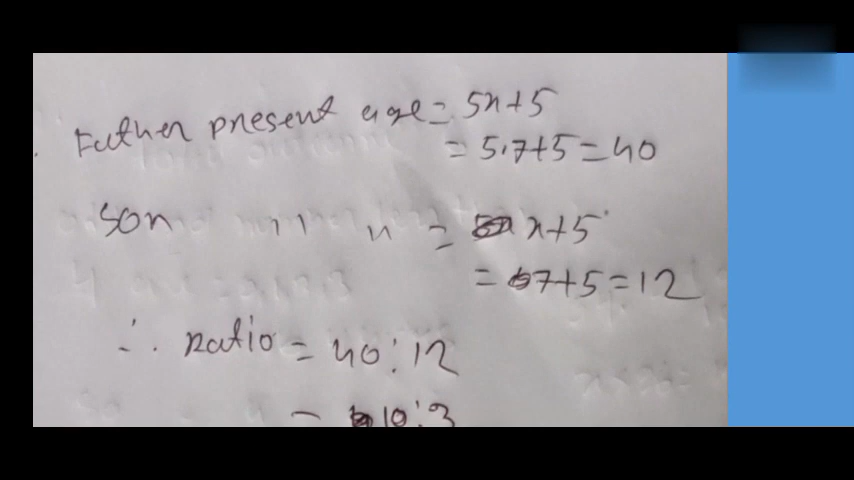 Father present age = 5x+5
= 5.7+5=40
Son " " = x+5
= 7+5=12
∴ ratio = 40:12
= 10:3